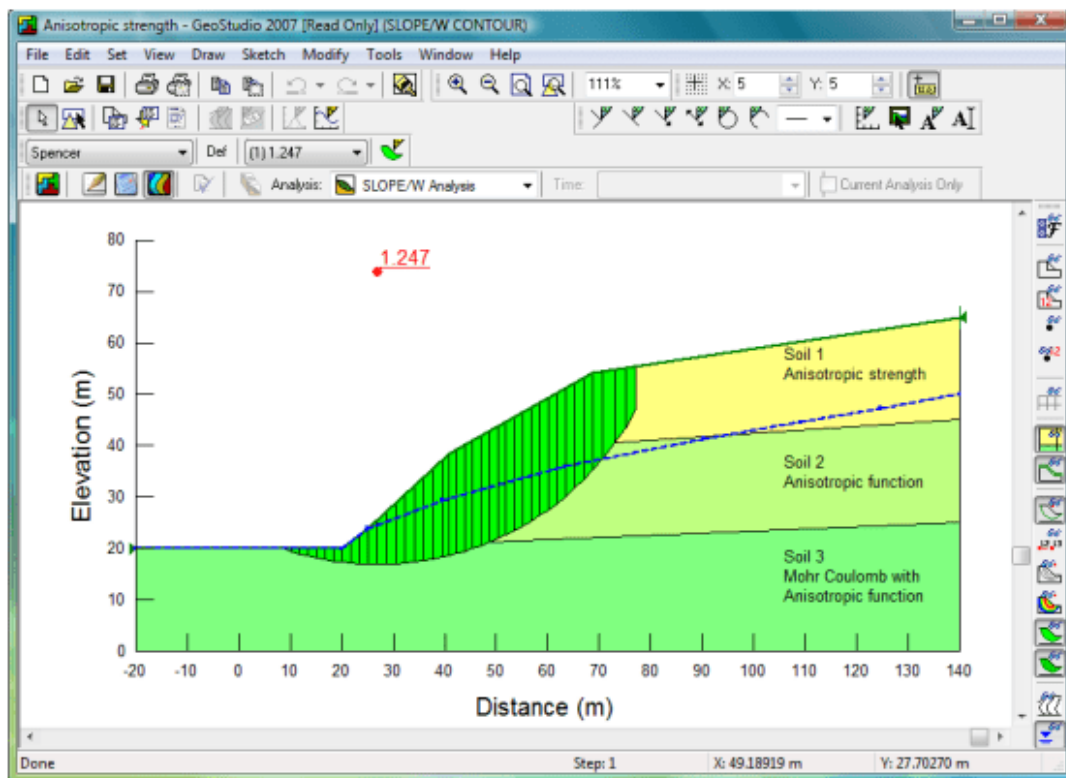 Anisotropic strength - GeoStudio 2007 [Read Only] (SLOPE/W CONTOUR)
File Edit Set View Draw Sketch Modify Tools Window Help
111% X: 5 Y: 5
Spencer Def (1) 1.247
Analysis: SLOPE/W Analysis Time: Current Analysis Only
1.247
80
70
60
50
40
30
20
10
0
Elevation (m)
Soil 1
Anisotropic strength
Soil 2
Anisotropic function
Soil 3
Mohr Coulomb with
Anisotropic function
-20 -10 0 10 20 30 40 50 60 70 80 90 100 110 120 130 140
Distance (m)
Done Step: 1 X: 49.18919 m Y: 27.70270 m